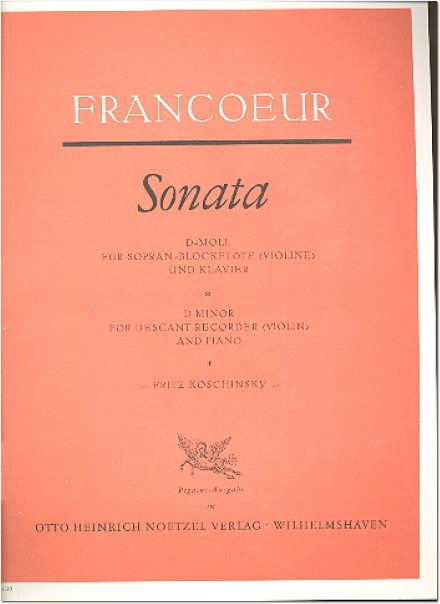 FRANCOEUR
Sonata
D-MOLL
FÜR SOPRAN-BLOCKFLÖTE (VIOLINE)
UND KLAVIER
*
D MINOR
FOR DESCANT RECORDER (VIOLIN)
AND PIANO
*
— FRITZ KOSCHINSKY —
Pegasus-Ausgabe
OTTO HEINRICH NOETZEL VERLAG · WILHELMSHAVEN